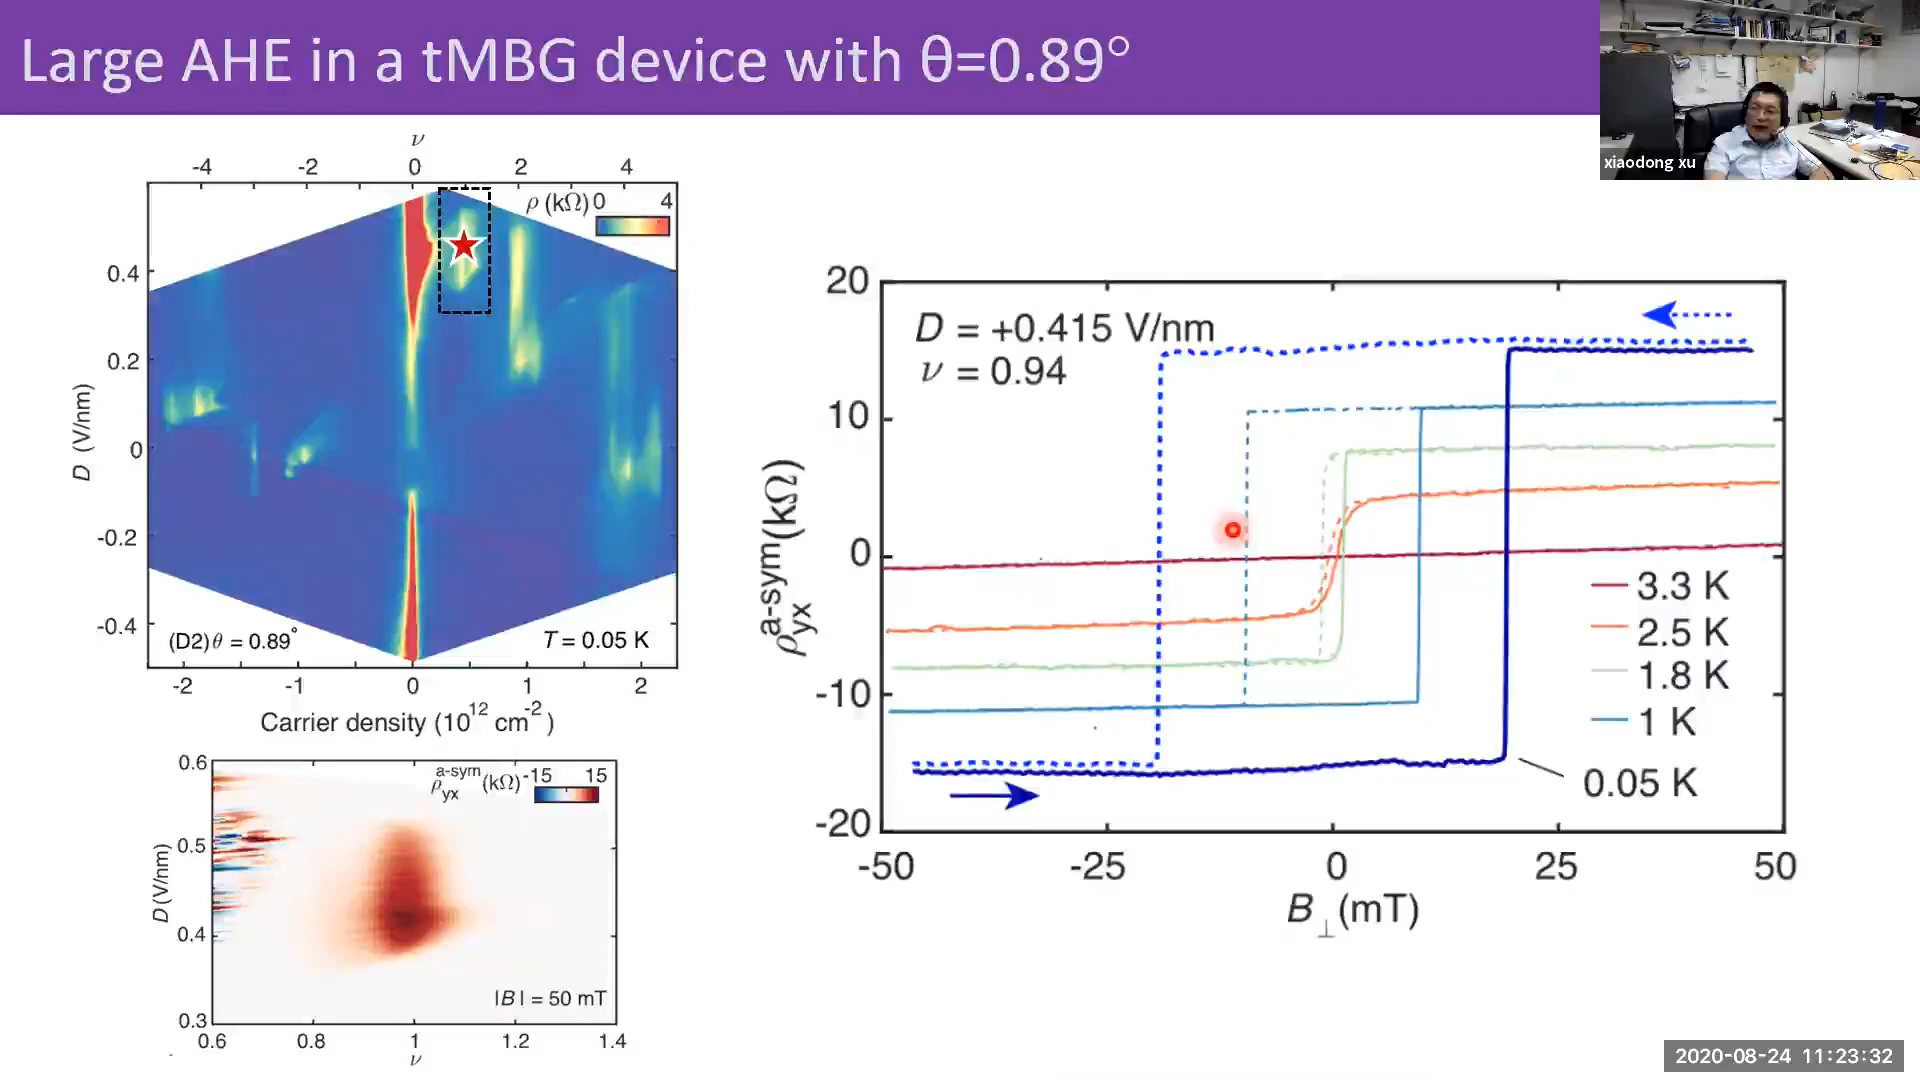 Large AHE in a tMBG device with θ=0.89°
xiaodong xu
ν
-4 -2 0 2 4
ρ (kΩ) 0 4
0.4
0.2
0
-0.2
-0.4
D (V/nm)
(D2) θ = 0.89° T = 0.05 K
-2 -1 0 1 2
Carrier density (10^12 cm^-2)
0.6
0.5
0.4
0.3
D (V/nm)
ρ_yx^a-sym (kΩ) -15 15
|B| = 50 mT
0.6 0.8 1 1.2 1.4
ν
20
10
0
-10
-20
ρ_yx^a-sym (kΩ)
D = +0.415 V/nm
ν = 0.94
3.3 K
2.5 K
1.8 K
1 K
0.05 K
-50 -25 0 25 50
B⊥(mT)
2020-08-24 11:23:32